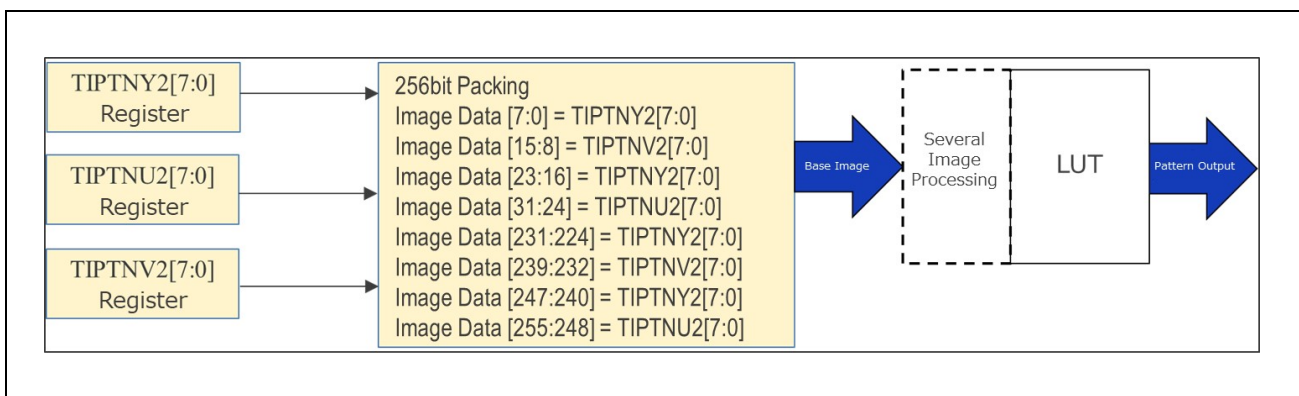 TIPTNY2[7:0]
Register
TIPTNU2[7:0]
Register
TIPTNV2[7:0]
Register
256bit Packing
Image Data [7:0] = TIPTNY2[7:0]
Image Data [15:8] = TIPTNV2[7:0]
Image Data [23:16] = TIPTNY2[7:0]
Image Data [31:24] = TIPTNU2[7:0]
Image Data [231:224] = TIPTNY2[7:0]
Image Data [239:232] = TIPTNV2[7:0]
Image Data [247:240] = TIPTNY2[7:0]
Image Data [255:248] = TIPTNU2[7:0]
Base Image
Several
Image
Processing
LUT
Pattern Output